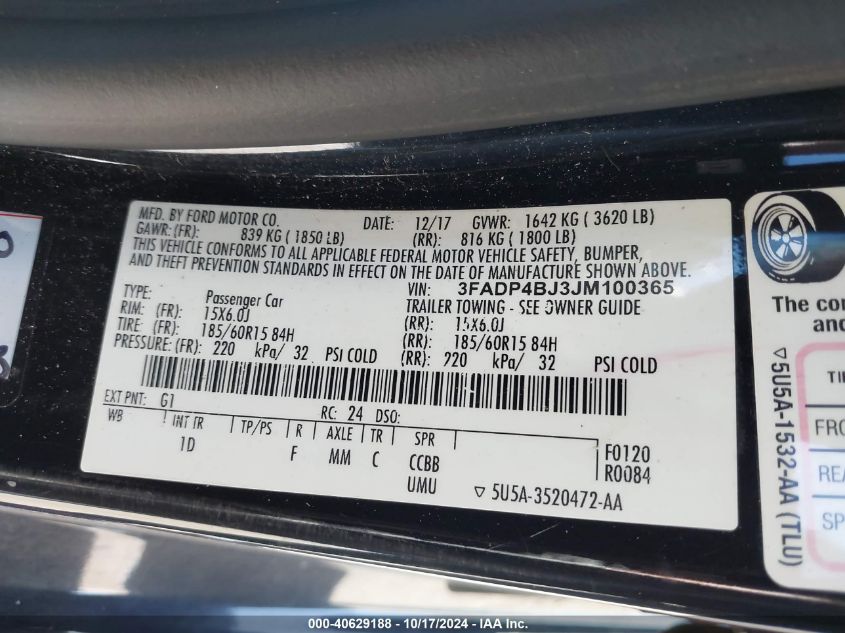 MFD. BY FORD MOTOR CO. DATE: 12/17 GVWR: 1642 KG ( 3620 LB)
GAWR: (FR): 839 KG ( 1850 LB) (RR): 816 KG ( 1800 LB)
THIS VEHICLE CONFORMS TO ALL APPLICABLE FEDERAL MOTOR VEHICLE SAFETY, BUMPER,
AND THEFT PREVENTION STANDARDS IN EFFECT ON THE DATE OF MANUFACTURE SHOWN ABOVE.
VIN: 3FADP4BJ3JM100365
TYPE: Passenger Car TRAILER TOWING - SEE OWNER GUIDE
RIM: (FR): 15X6.0J (RR): 15X6.0J
TIRE: (FR): 185/60R15 84H (RR): 185/60R15 84H
PRESSURE: (FR): 220 kPa/ 32 PSI COLD (RR): 220 kPa/ 32 PSI COLD
EXT PNT: G1 RC: 24 DSO:
WB INT TR TP/PS R AXLE TR SPR F0120
1D F MM C CCBB R0084
UMU ▽ 5U5A-3520472-AA
The
and
▽5U5A-1532-AA (TLU)
000-40629188 - 10/17/2024 - IAA Inc.